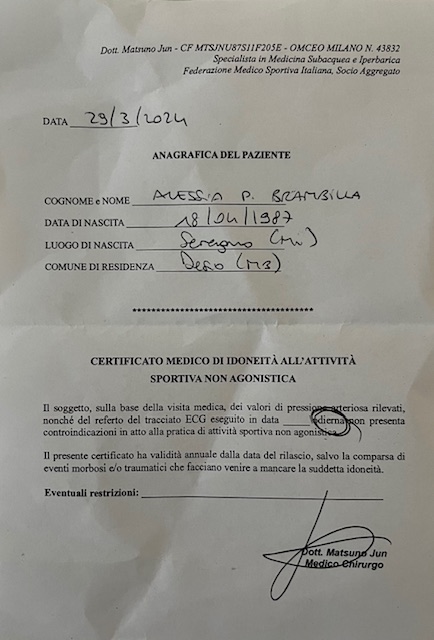 Dott. Matsuno Jun - CF MTSJNU87S11F205E - OMCEO MILANO N. 43832
Specialista in Medicina Subacquea e Iperbarica
Federazione Medico Sportiva Italiana, Socio Aggregato
DATA 29/3/2024
ANAGRAFICA DEL PAZIENTE
COGNOME e NOME ALESSIA P. BRAMBILLA
DATA DI NASCITA 18/04/1987
LUOGO DI NASCITA Seregno (MI)
COMUNE DI RESIDENZA Desio (MB)
****************************************
CERTIFICATO MEDICO DI IDONEITÀ ALL'ATTIVITÀ
SPORTIVA NON AGONISTICA
Il soggetto, sulla base della visita medica, dei valori di pressione arteriosa rilevati,
nonché del referto del tracciato ECG eseguito in data ____/odierna non presenta
controindicazioni in atto alla pratica di attività sportiva non agonistica.
Il presente certificato ha validità annuale dalla data del rilascio, salvo la comparsa di
eventi morbosi e/o traumatici che facciano venire a mancare la suddetta idoneità.
Eventuali restrizioni:
Dott. Matsuno Jun
Medico Chirurgo